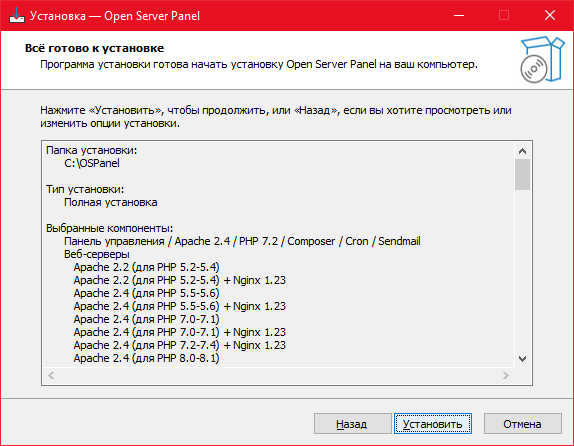 Установка — Open Server Panel
Всё готово к установке
Программа установки готова начать установку Open Server Panel на ваш компьютер.
Нажмите «Установить», чтобы продолжить, или «Назад», если вы хотите просмотреть или
изменить опции установки.
Папка установки:
C:\OSPanel
Тип установки:
Полная установка
Выбранные компоненты:
Панель управления / Apache 2.4 / PHP 7.2 / Composer / Cron / Sendmail
Веб-серверы
Apache 2.2 (для PHP 5.2-5.4)
Apache 2.2 (для PHP 5.2-5.4) + Nginx 1.23
Apache 2.4 (для PHP 5.5-5.6)
Apache 2.4 (для PHP 5.5-5.6) + Nginx 1.23
Apache 2.4 (для PHP 7.0-7.1)
Apache 2.4 (для PHP 7.0-7.1) + Nginx 1.23
Apache 2.4 (для PHP 7.2-7.4) + Nginx 1.23
Apache 2.4 (для PHP 8.0-8.1)
Назад Установить Отмена